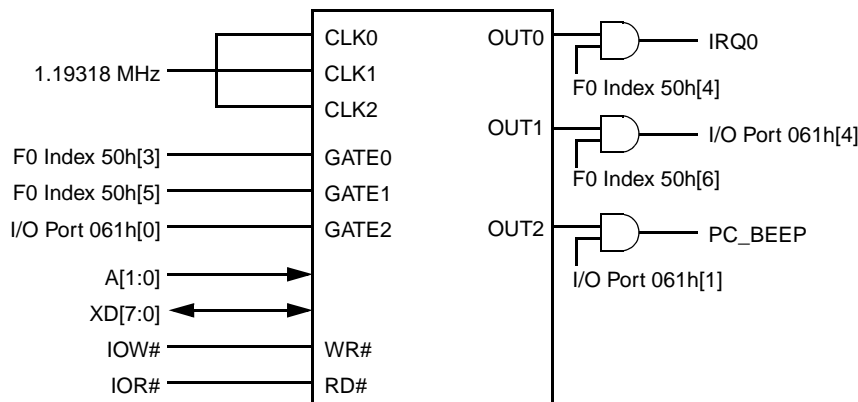 CLK0 OUT0 IRQ0
1.19318 MHz CLK1
F0 Index 50h[4]
CLK2
OUT1 I/O Port 061h[4]
F0 Index 50h[3] GATE0
F0 Index 50h[6]
F0 Index 50h[5] GATE1
I/O Port 061h[0] GATE2 OUT2 PC_BEEP
A[1:0] I/O Port 061h[1]
XD[7:0]
IOW# WR#
IOR# RD#